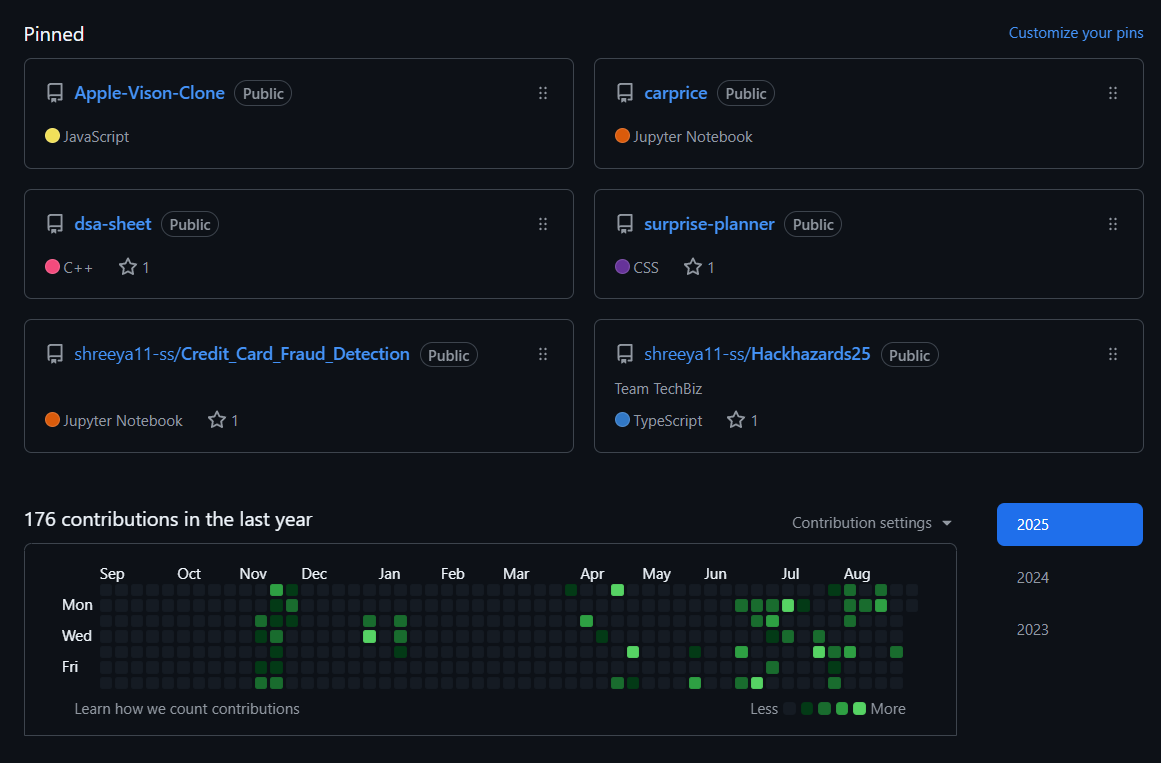 Pinned
Customize your pins
Apple-Vison-Clone Public
JavaScript
carprice Public
Jupyter Notebook
dsa-sheet Public
C++ 1
surprise-planner Public
CSS 1
shreeya11-ss/Credit_Card_Fraud_Detection Public
Jupyter Notebook 1
shreeya11-ss/Hackhazards25 Public
Team TechBiz
TypeScript 1
176 contributions in the last year
Contribution settings
2025
2024
2023
Sep Oct Nov Dec Jan Feb Mar Apr May Jun Jul Aug
Mon
Wed
Fri
Learn how we count contributions
Less More